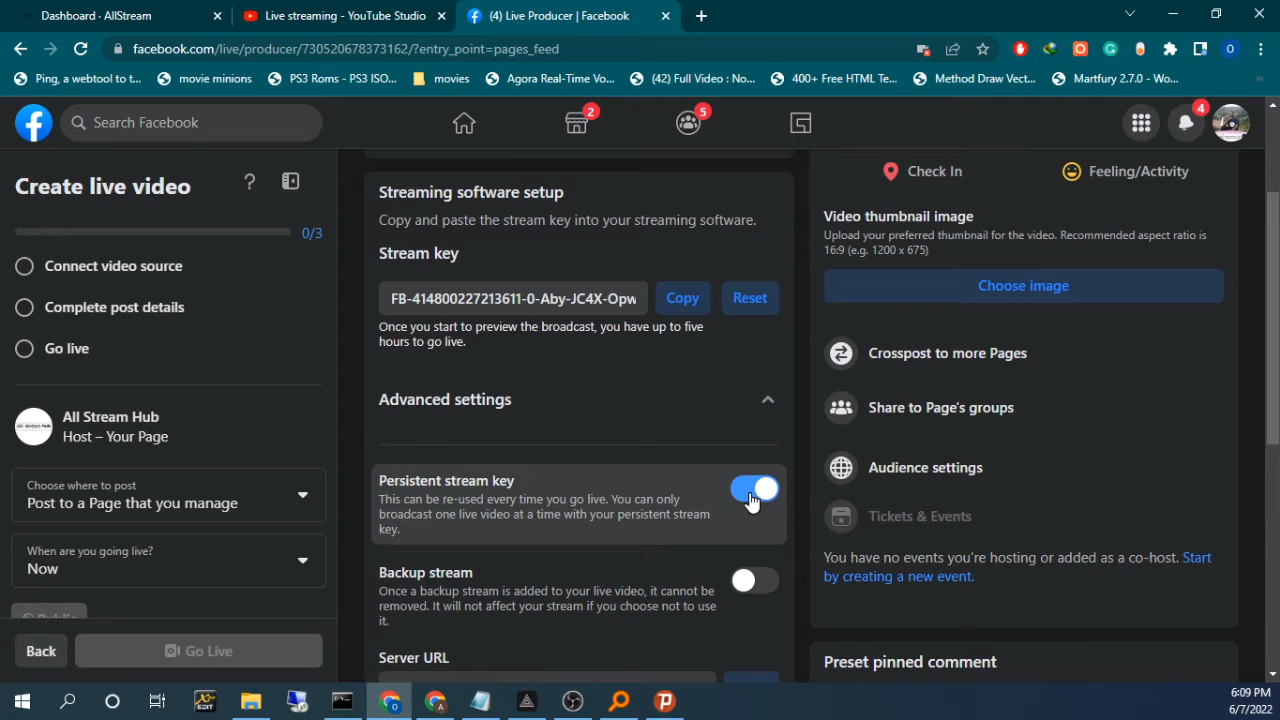 Dashboard - AllStream
Live streaming - YouTube Studio
(4) Live Producer | Facebook
facebook.com/live/producer/730520678373162/?entry_point=pages_feed
O
Ping, a webtool to t...
movie minions
PS3 Roms - PS3 ISO...
movies
Agora Real-Time Vo...
(42) Full Video : No...
400+ Free HTML Te...
Method Draw Vect...
Martfury 2.7.0 - Wo...
Search Facebook
2
5
4
Create live video
?
0/3
Connect video source
Complete post details
Go live
All Stream Hub
Host – Your Page
Choose where to post
Post to a Page that you manage
When are you going live?
Now
Public
Back
Go Live
Streaming software setup
Copy and paste the stream key into your streaming software.
Stream key
FB-414800227213611-0-Aby-JC4X-Opw
Copy
Reset
Once you start to preview the broadcast, you have up to five
hours to go live.
Advanced settings
Persistent stream key
This can be re-used every time you go live. You can only
broadcast one live video at a time with your persistent stream
key.
Backup stream
Once a backup stream is added to your live video, it cannot be
removed. It will not affect your stream if you choose not to use
it.
Server URL
Check In
Feeling/Activity
Video thumbnail image
Upload your preferred thumbnail for the video. Recommended aspect ratio is
16:9 (e.g. 1200 x 675)
Choose image
Crosspost to more Pages
Share to Page's groups
Audience settings
Tickets & Events
You have no events you're hosting or added as a co-host. Start
by creating a new event.
Preset pinned comment
6:09 PM
6/7/2022